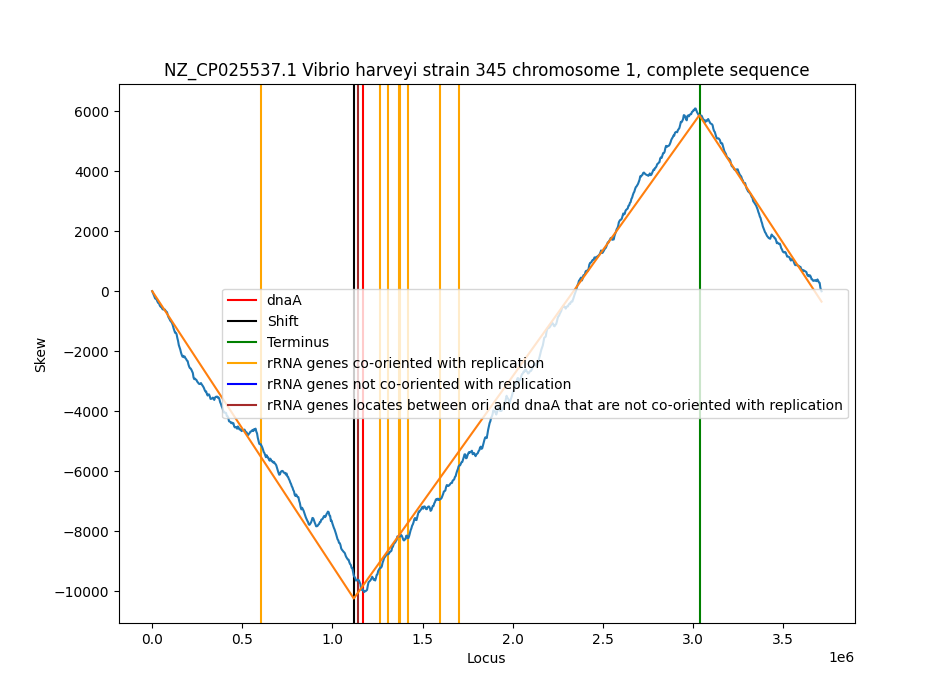 NZ_CP025537.1 Vibrio harveyi strain 345 chromosome 1, complete sequence
6000
4000
2000
0
−2000
−4000
−6000
−8000
−10000
Skew
dnaA
Shift
Terminus
rRNA genes co-oriented with replication
rRNA genes not co-oriented with replication
rRNA genes locates between ori and dnaA that are not co-oriented with replication
0.0 0.5 1.0 1.5 2.0 2.5 3.0 3.5
Locus
1e6